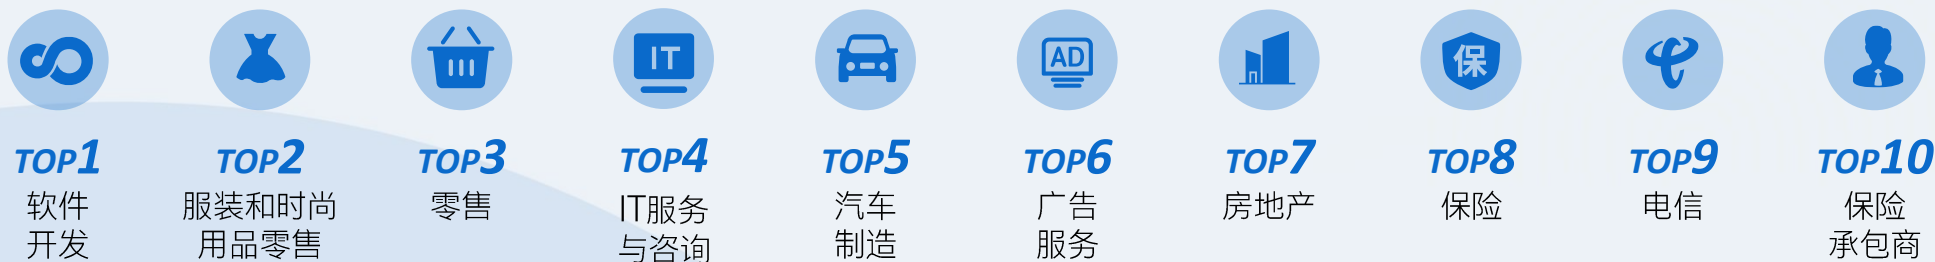 IT
AD
保
TOP1
TOP2
TOP3
TOP4
TOP5
TOP6
TOP7
TOP8
TOP9
TOP10
软件
开发
服装和时尚
用品零售
零售
IT服务
与咨询
汽车
制造
广告
服务
房地产
保险
电信
保险
承包商